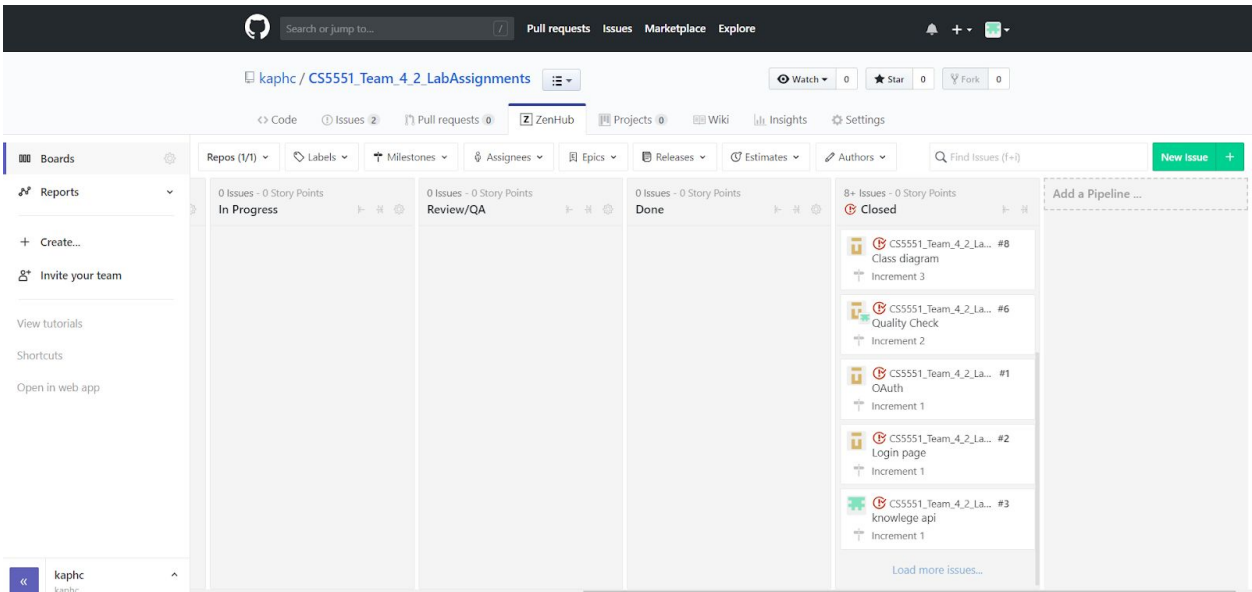 Search or jump to... / Pull requests Issues Marketplace Explore
kaphc / CS5551_Team_4_2_LabAssignments
Watch 0 Star 0 Fork 0
Code Issues 2 Pull requests 0 ZenHub Projects 0 Wiki Insights Settings
Boards
Reports
Create...
Invite your team
View tutorials
Shortcuts
Open in web app
kaphc
kaphc
Repos (1/1) Labels Milestones Assignees Epics Releases Estimates Authors Find Issues (f+i) New Issue +
0 Issues - 0 Story Points
In Progress
0 Issues - 0 Story Points
Review/QA
0 Issues - 0 Story Points
Done
8+ Issues - 0 Story Points
Closed
CS5551_Team_4_2_La... #8
Class diagram
Increment 3
CS5551_Team_4_2_La... #6
Quality Check
Increment 2
CS5551_Team_4_2_La... #1
OAuth
Increment 1
CS5551_Team_4_2_La... #2
Login page
Increment 1
CS5551_Team_4_2_La... #3
knowlege api
Increment 1
Load more issues...
Add a Pipeline ...